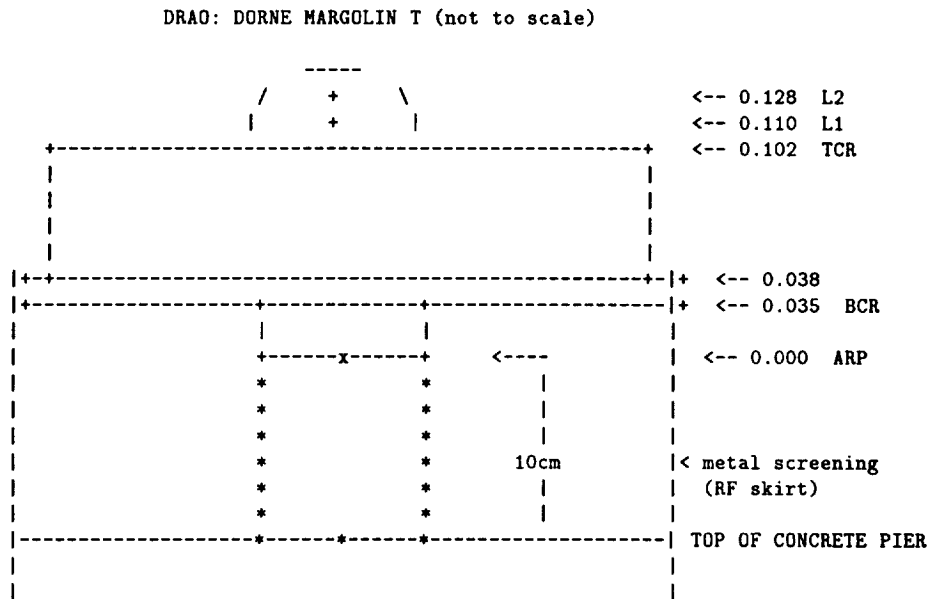 DRAO: DORNE MARGOLIN T (not to scale)
<-- 0.128 L2
<-- 0.110 L1
<-- 0.102 TCR
<-- 0.038
<-- 0.035 BCR
x <---- <-- 0.000 ARP
10cm < metal screening
(RF skirt)
TOP OF CONCRETE PIER